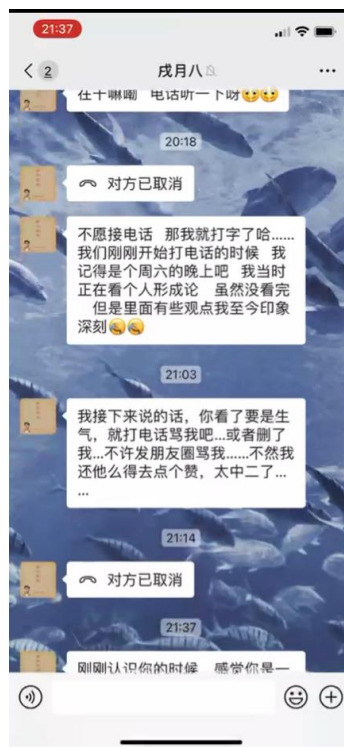 21:37
2
戌月八
在干嘛嘞 电话听一下呀
20:18
对方已取消
不愿接电话 那我就打字了哈……
我们刚刚开始打电话的时候 我
记得是个周六的晚上吧 我当时
正在看个人形成论 虽然没看完
但是里面有些观点我至今印象
深刻
21:03
我接下来说的话，你看了要是生
气，就打电话骂我吧…或者删了
我…不许发朋友圈骂我……不然我
还他么得去点个赞，太中二了…
…
21:14
对方已取消
21:37
刚刚认识你的时候 感觉你是一